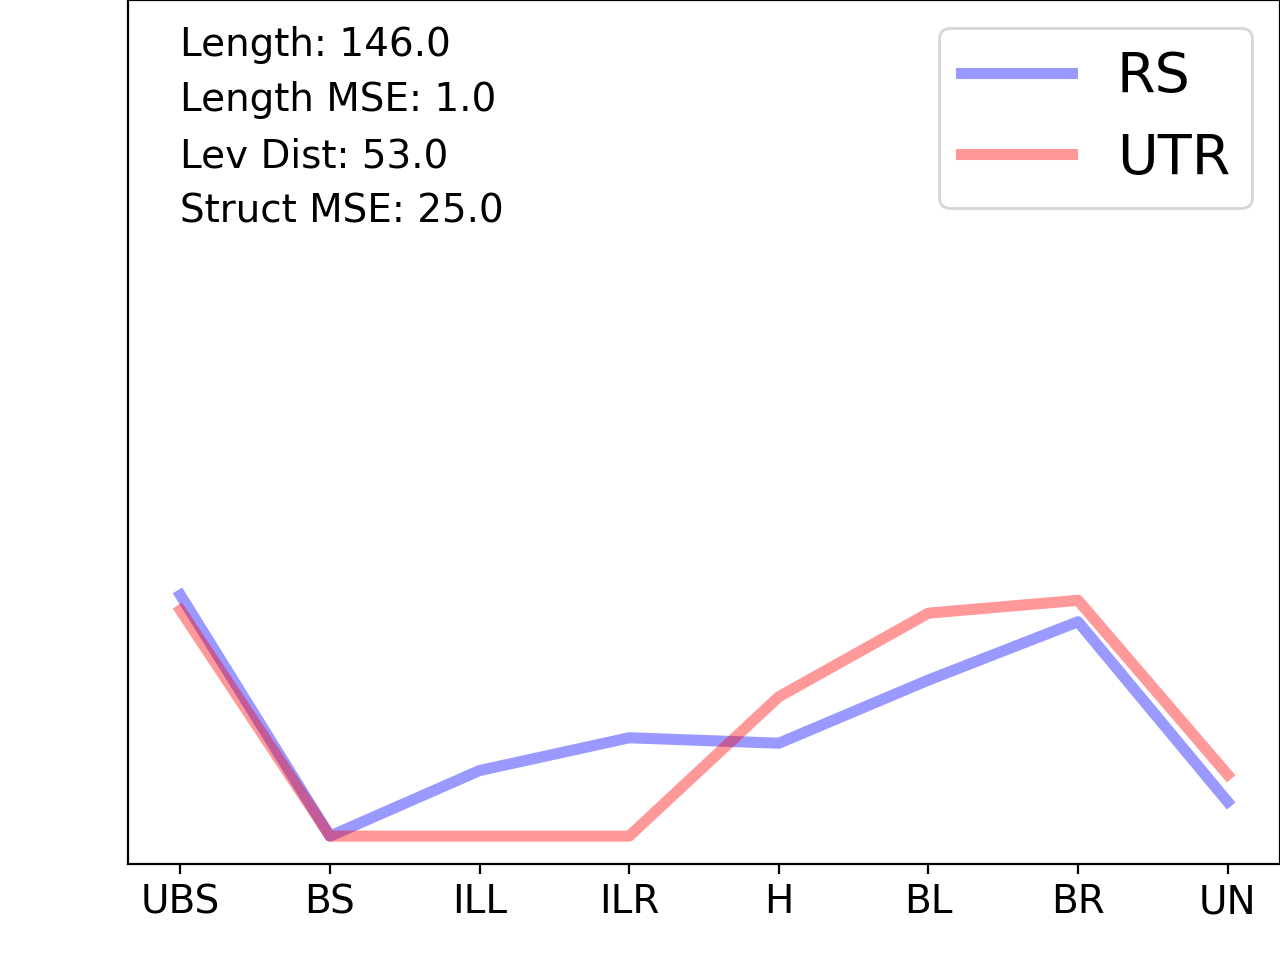 Length: 146.0
Length MSE: 1.0
Lev Dist: 53.0
Struct MSE: 25.0
RS
UTR
UBS BS ILL ILR H BL BR UN